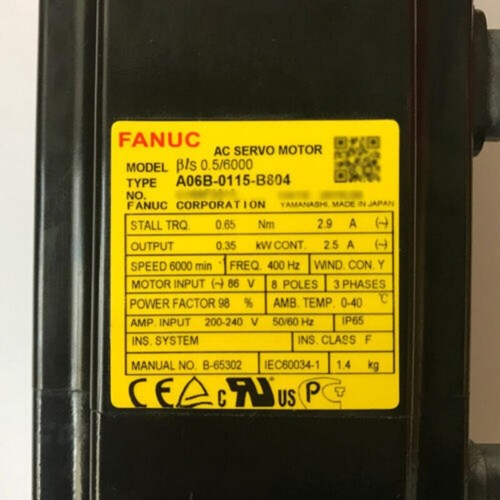 FANUC AC SERVO MOTOR
MODEL βis 0.5/6000
TYPE A06B-0115-B804
NO.
FANUC CORPORATION YAMANASHI, MADE IN JAPAN
STALL TRQ. 0.65 Nm 2.9 A (~)
OUTPUT 0.35 kW CONT. 2.5 A (~)
SPEED 6000 min FREQ. 400 Hz WIND. CON. Y
MOTOR INPUT (~) 86 V 8 POLES 3 PHASES
POWER FACTOR 98 % AMB. TEMP. 0-40 ℃
AMP. INPUT 200-240 V 50/60 Hz IP65
INS. SYSTEM INS. CLASS F
MANUAL NO. B-65302 IEC60034-1 1.4 kg
CE c RU US PC